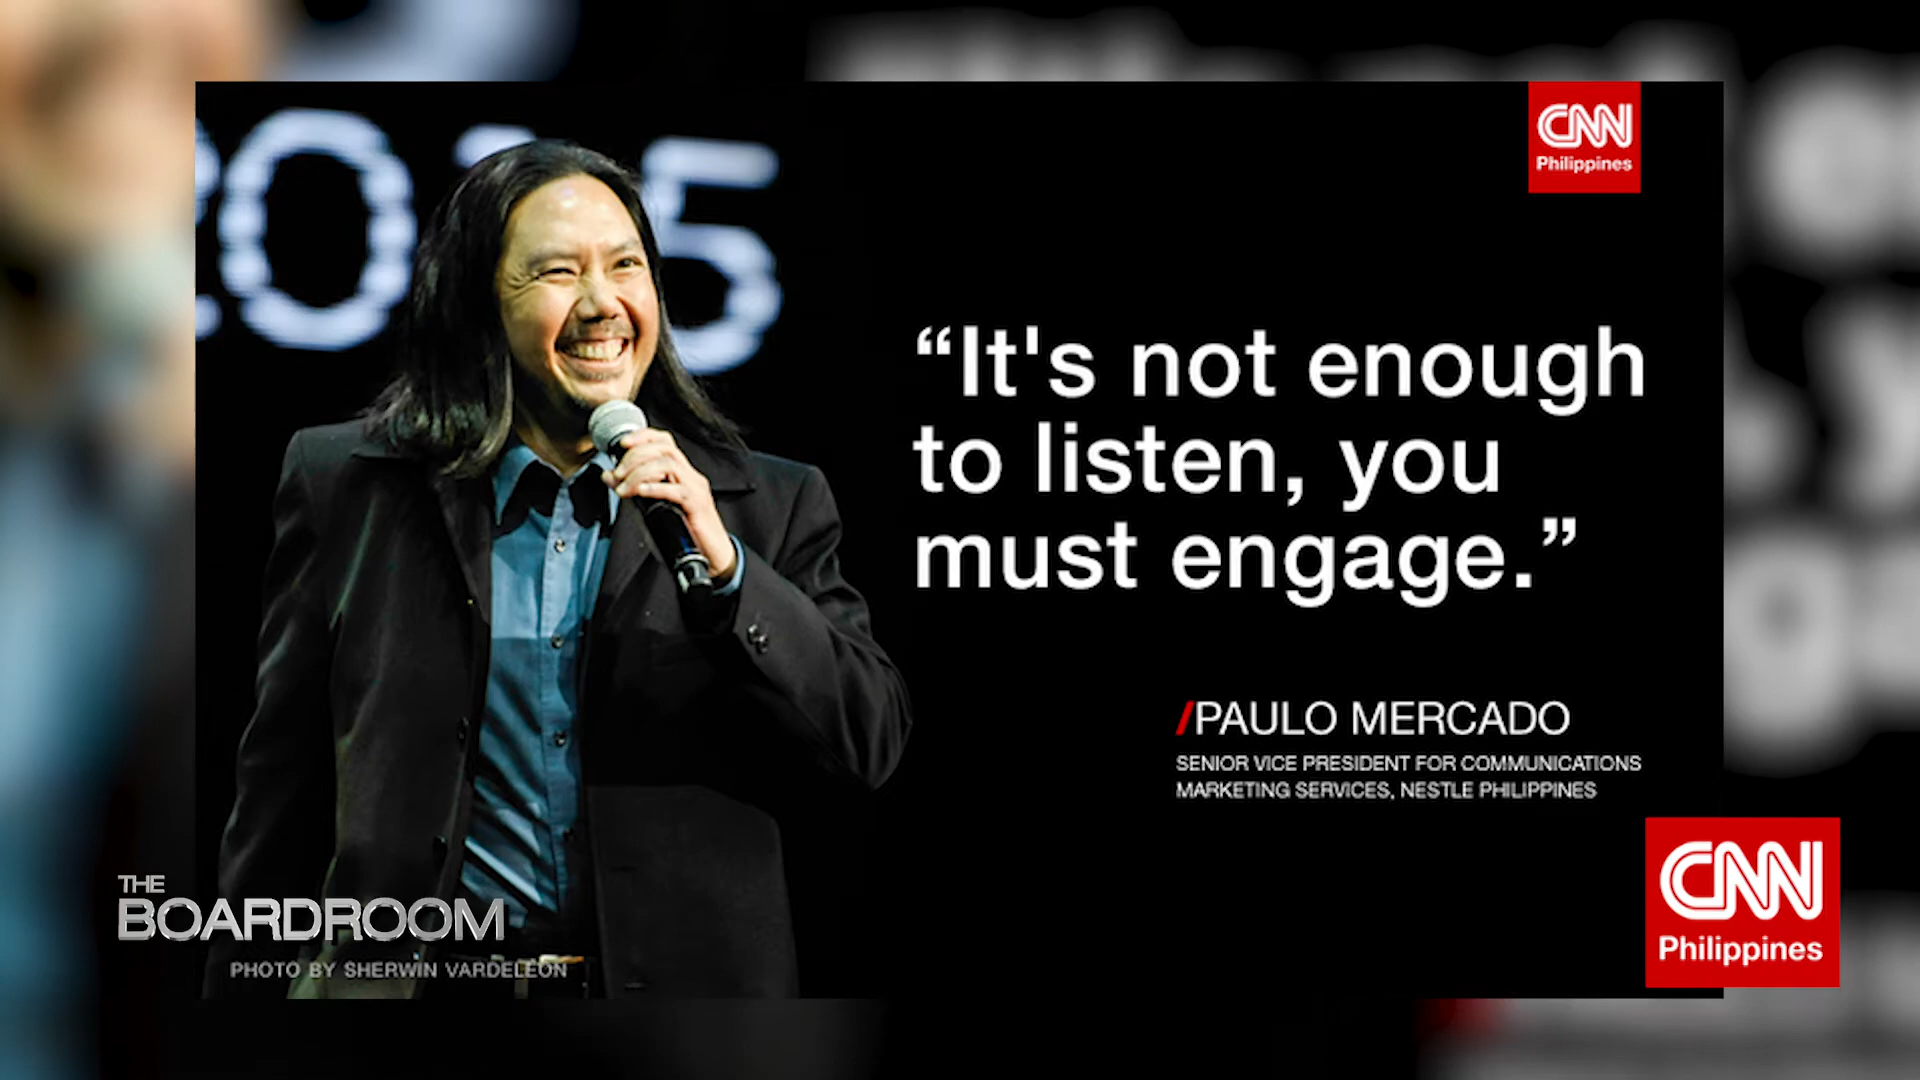 2015
CNN
Philippines
“It's not enough
to listen, you
must engage.”
/PAULO MERCADO
SENIOR VICE PRESIDENT FOR COMMUNICATIONS
MARKETING SERVICES, NESTLE PHILIPPINES
THE
BOARDROOM
PHOTO BY SHERWIN VARDELEON
CNN
Philippines